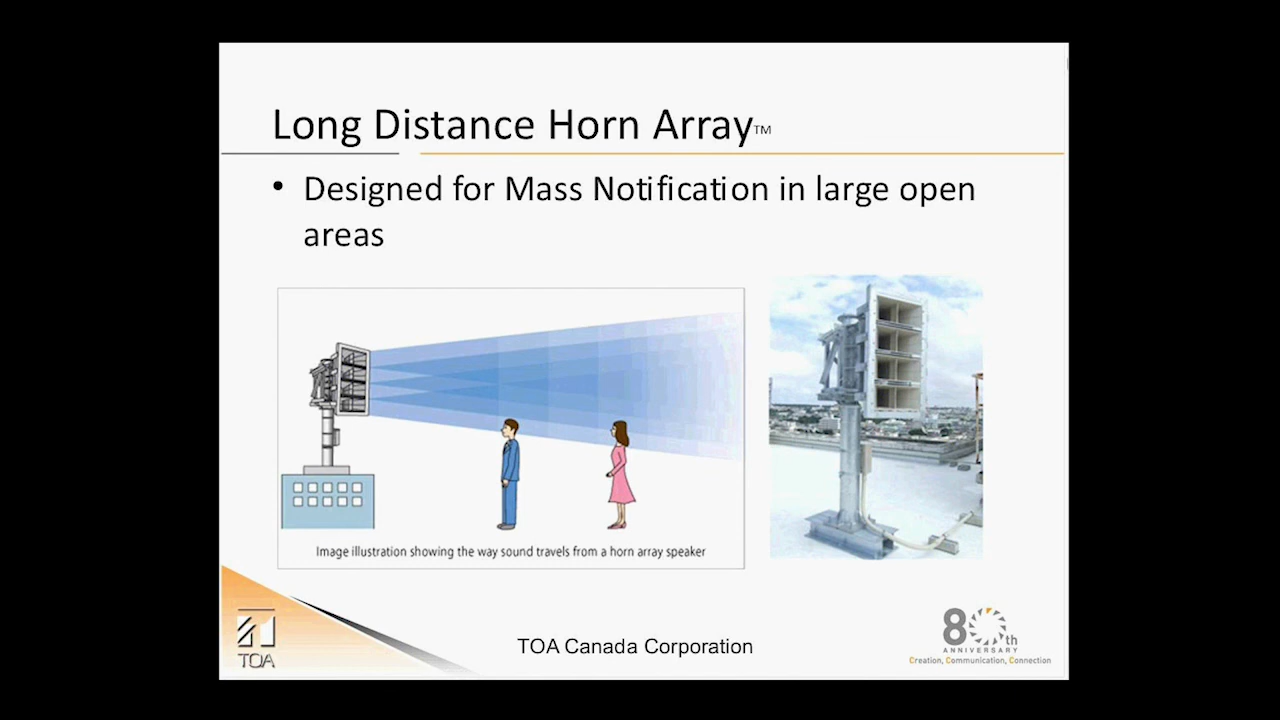 Long Distance Horn Array™
• Designed for Mass Notification in large open
areas
Image illustration showing the way sound travels from a horn array speaker
TOA
TOA Canada Corporation
80th
ANNIVERSARY
Creation, Communication, Connection